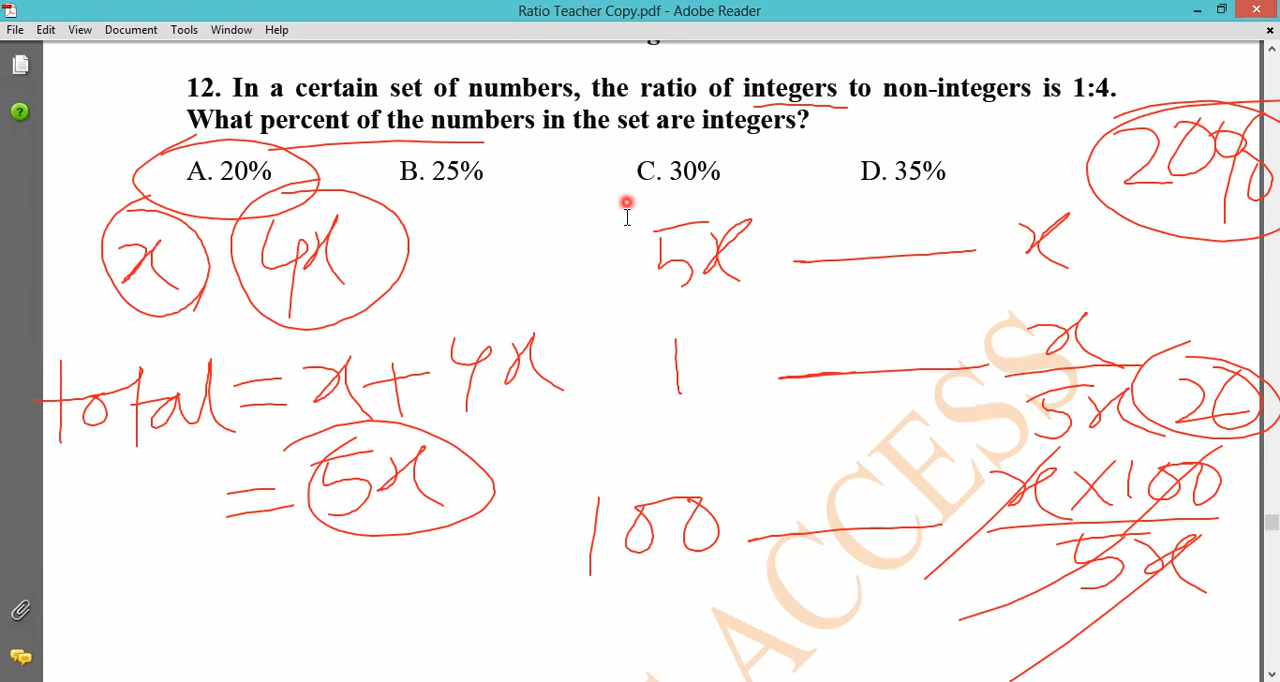 Ratio Teacher Copy.pdf - Adobe Reader
File Edit View Document Tools Window Help
12. In a certain set of numbers, the ratio of integers to non-integers is 1:4.
What percent of the numbers in the set are integers?
20%
A. 20% B. 25% C. 30% D. 35%
x 4x 5x x
total = x + 4x 1 x
5x 20
= 5x 100 x × 100
5x
ACCESS